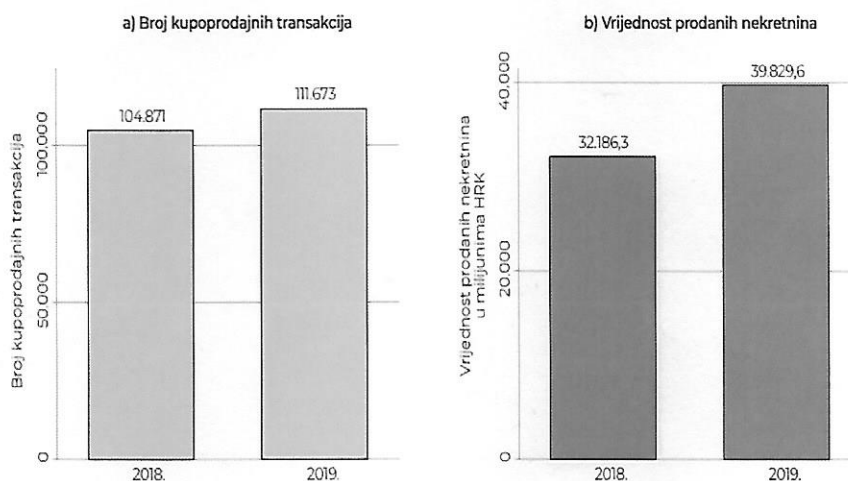 a) Broj kupoprodajnih transakcija
Broj kupoprodajnih transakcija
100.000
50.000
0
104.871
111.673
2018.
2019.
b) Vrijednost prodanih nekretnina
Vrijednost prodanih nekretnina
u milijunima HRK
40.000
20.000
0
32.186,3
39.829,6
2018.
2019.